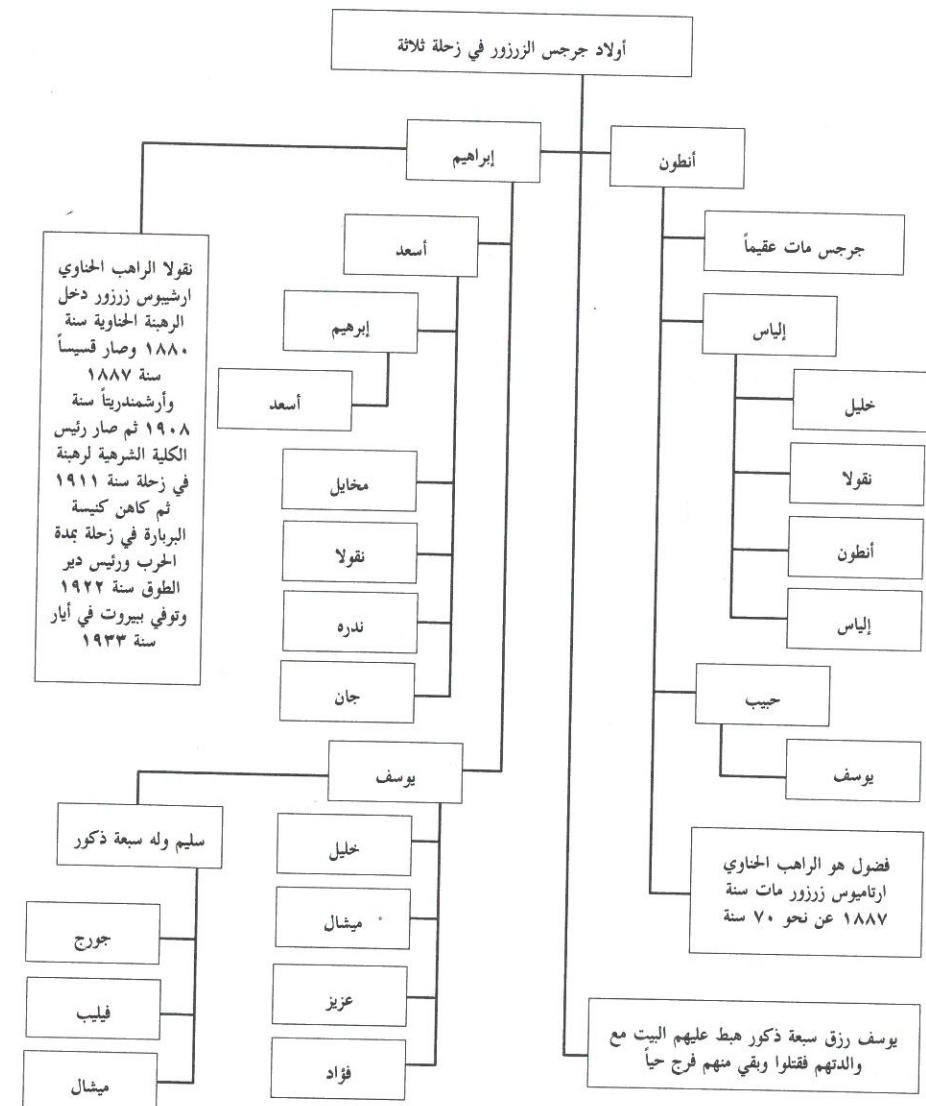 أولاد جرجس الزرزور في زحلة ثلاثة
أنطون
جرجس مات عقيماً
إلياس
خليل
نقولا
أنطون
إلياس
حبيب
يوسف
فضول هو الراهب الحناوي
ارتاميوس زرزور مات سنة
١٨٨٧ عن نحو ٧٠ سنة
إبراهيم
أسعد
إبرهيم
أسعد
مخايل
نقولا
ندره
جان
يوسف
خليل
ميشال
عزيز
فؤاد
سليم وله سبعة ذكور
جورج
فيليب
ميشال
نقولا الراهب الحناوي
ارشيبوس زرزور دخل
الرهبنة الحناوية سنة
١٨٨٠ وصار قسيساً
سنة ١٨٨٧
وأرشمندريتاً سنة
١٩٠٨ ثم صار رئيس
الكلية الشرهية لرهبنة
في زحلة سنة ١٩١١
ثم كاهن كنيسة
البربارة في زحلة بمدة
الحرب ورئيس دير
الطوق سنة ١٩٢٢
وتوفي ببيروت في أيار
سنة ١٩٣٣
يوسف رزق سبعة ذكور هبط عليهم البيت مع
والدتهم فقتلوا وبقي منهم فرج حياً